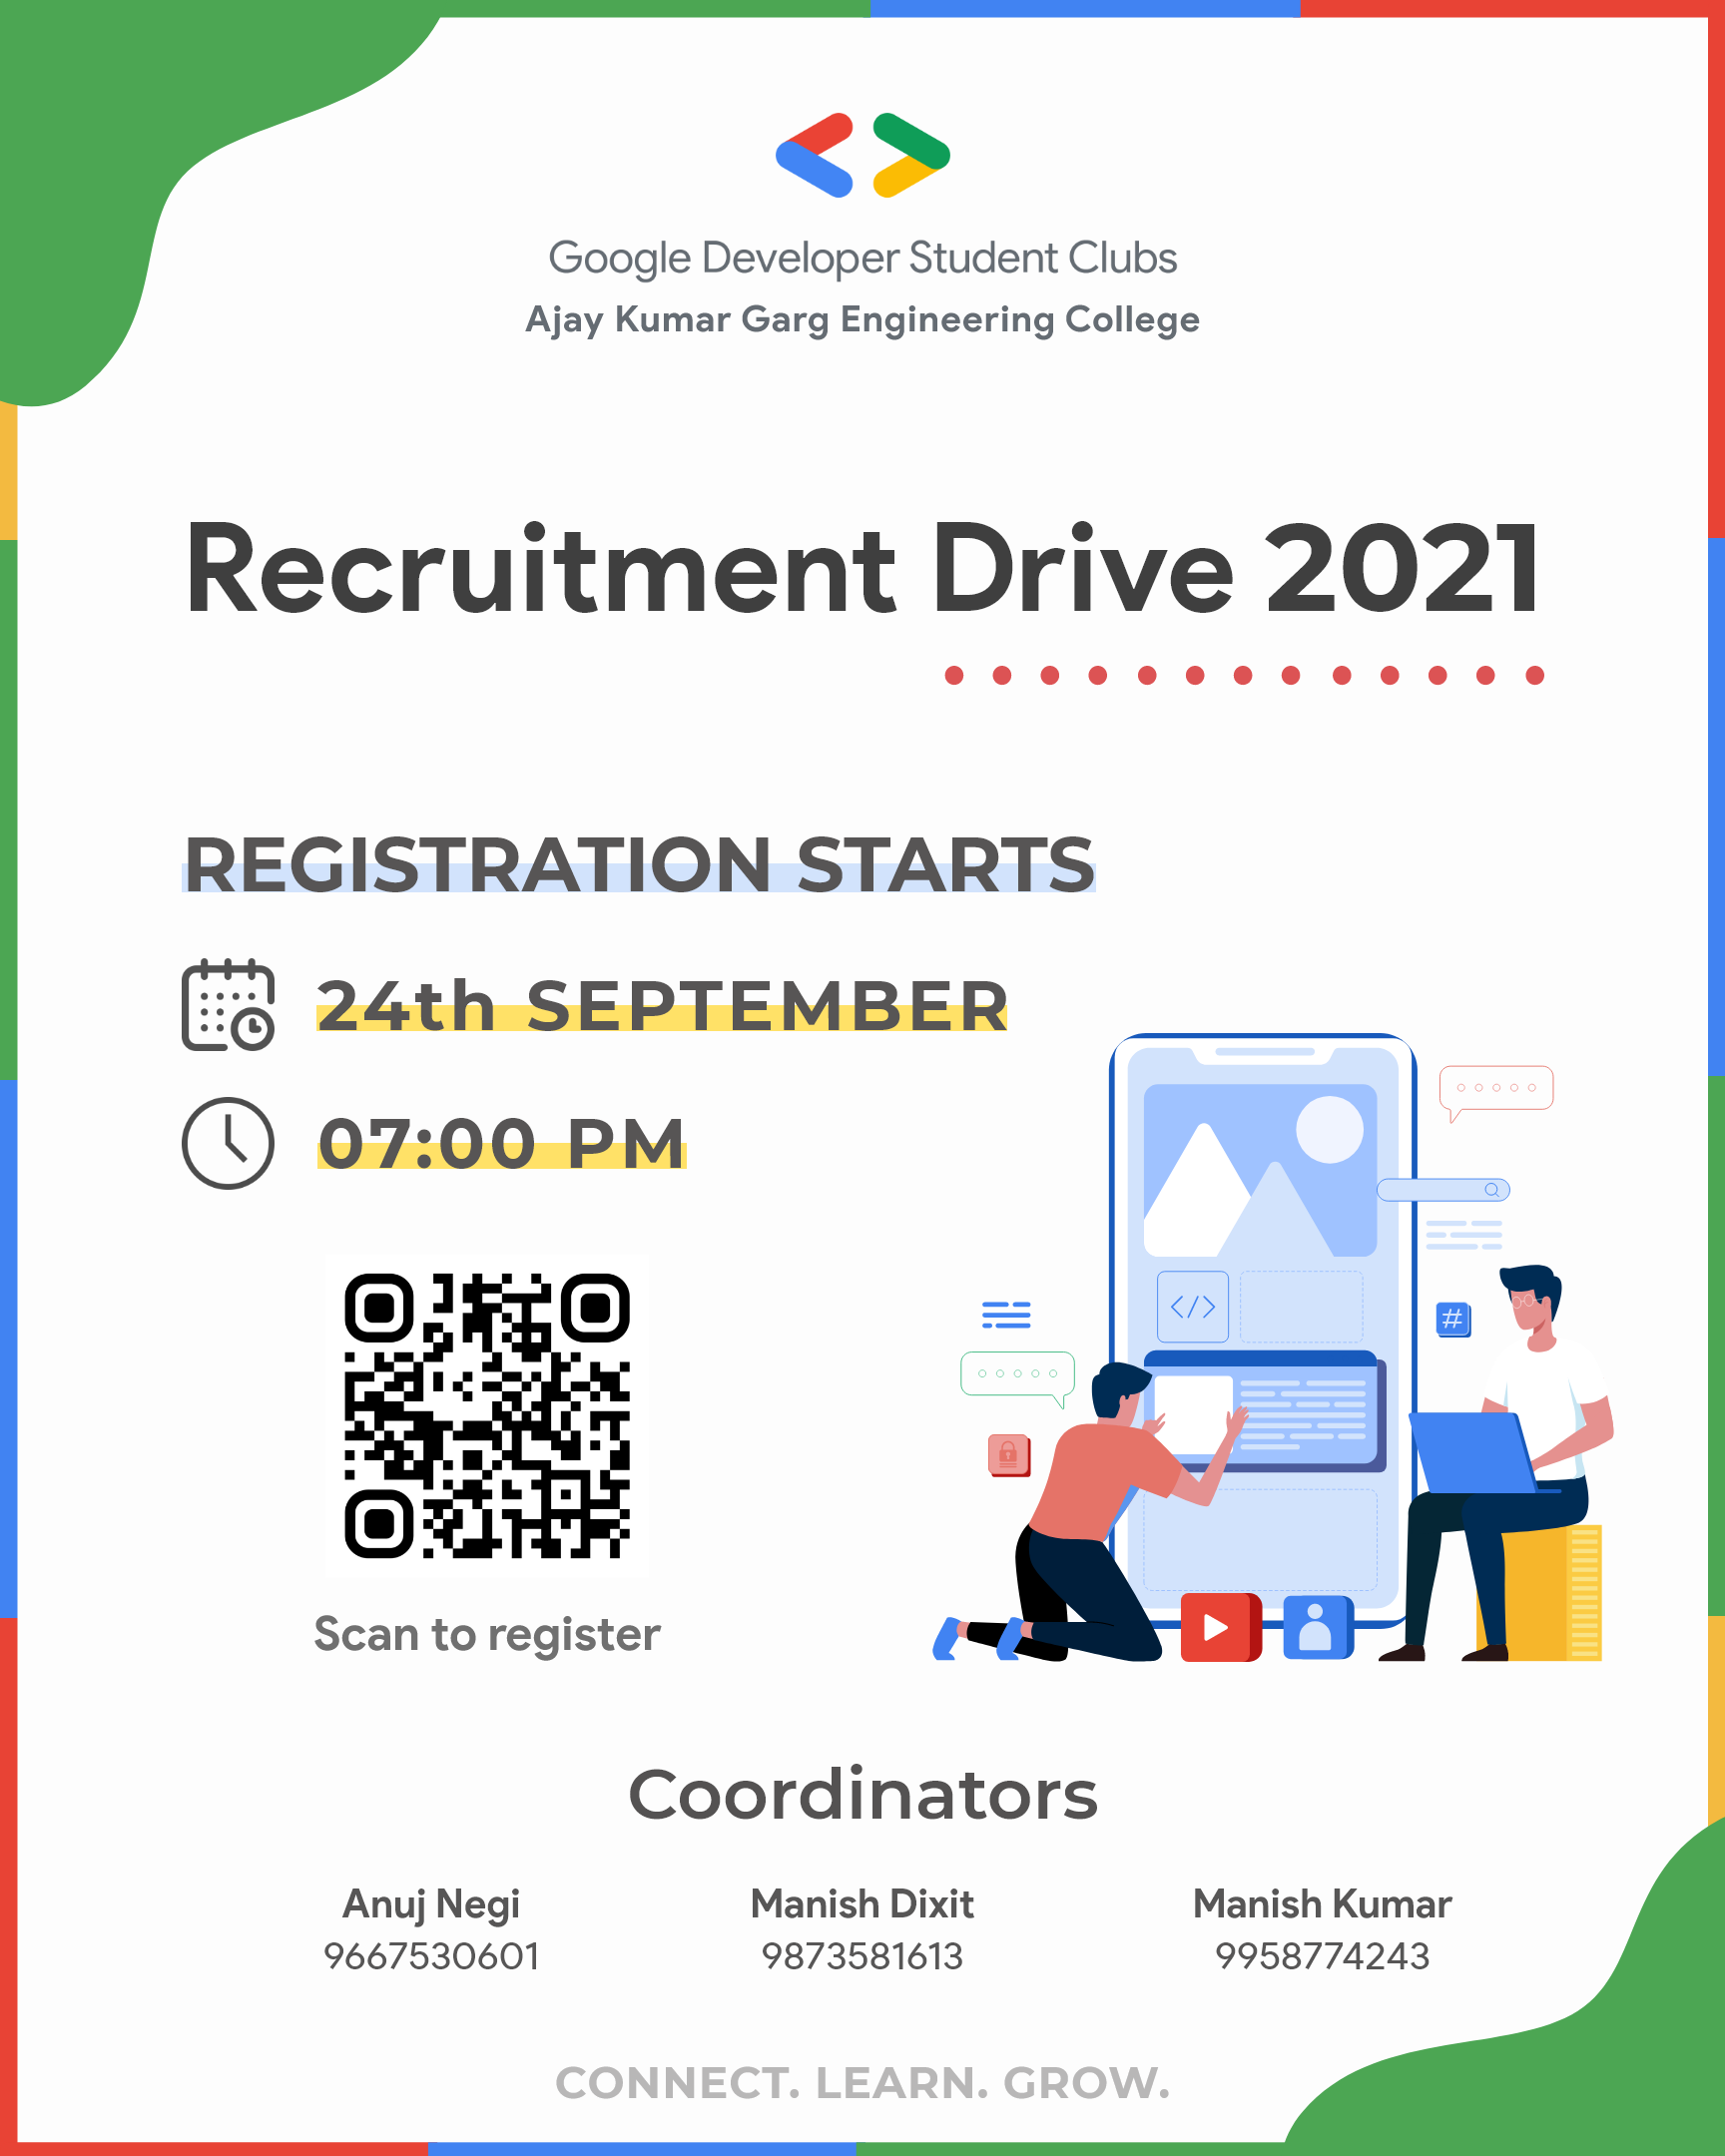 Google Developer Student Clubs
Ajay Kumar Garg Engineering College
Recruitment Drive 2021
REGISTRATION STARTS
24th SEPTEMBER
07:00 PM
</>
#
Scan to register
Coordinators
Anuj Negi
Manish Dixit
Manish Kumar
9667530601
9873581613
9958774243
CONNECT. LEARN. GROW.